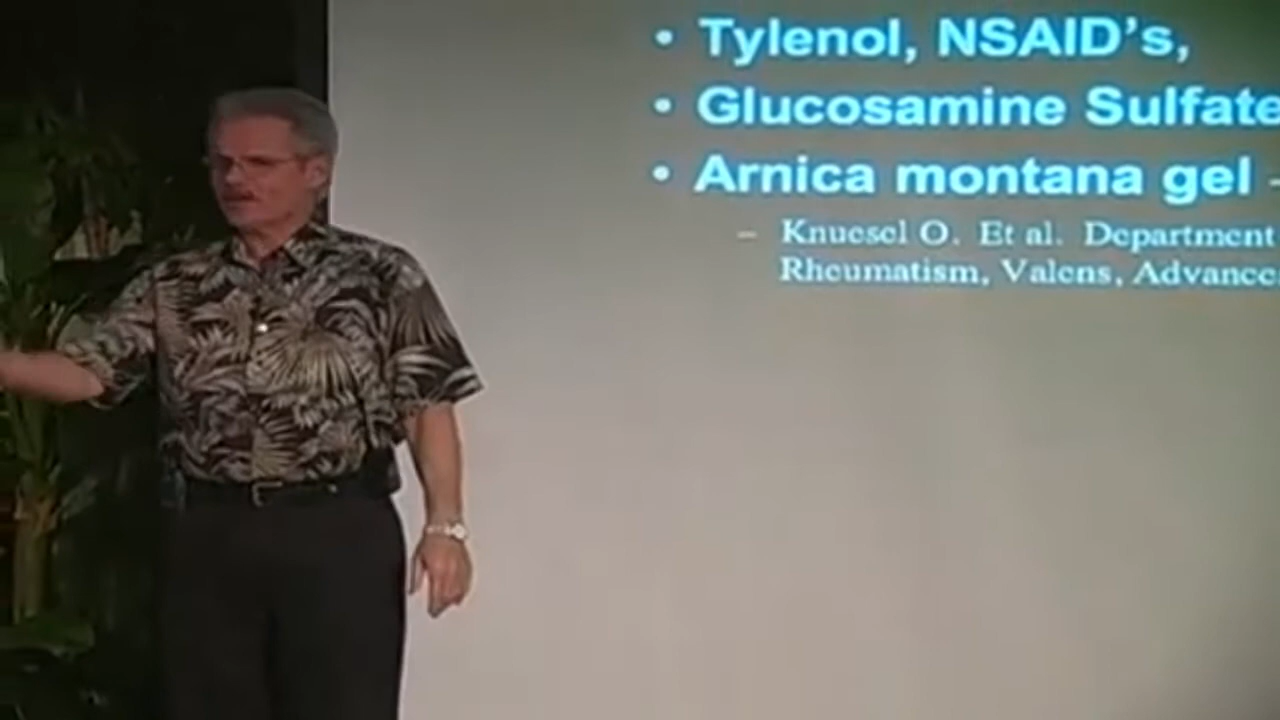 • Tylenol, NSAID's,
• Glucosamine Sulfate
• Arnica montana gel -
– Knuesel O. Et al. Department
Rheumatism, Valens, Advance